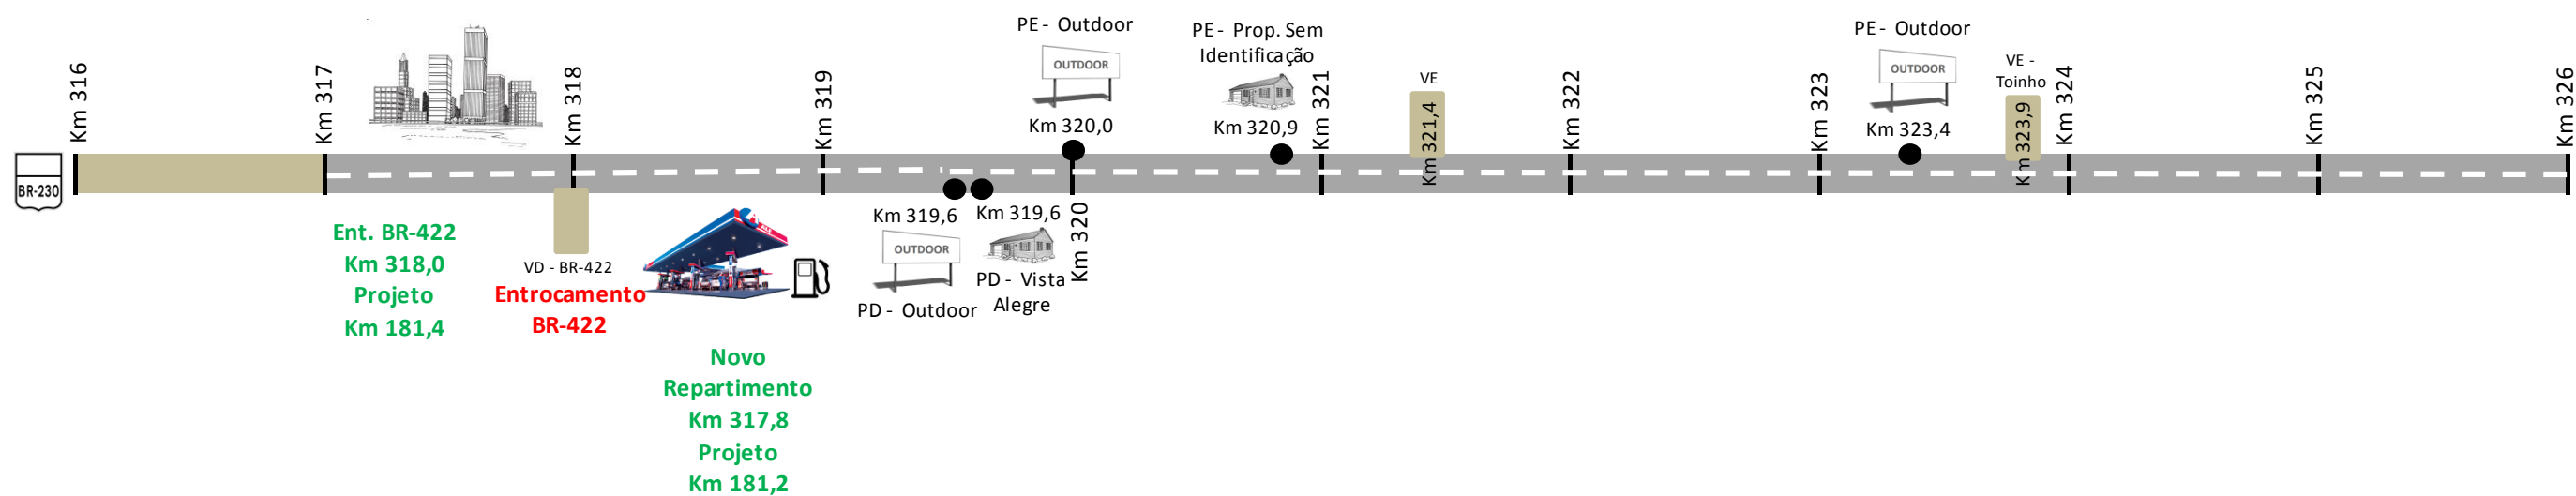 BR-230
Km 316
Km 317
Km 318
Km 319
PE - Outdoor
OUTDOOR
Km 320,0
PE - Prop. Sem
Identificação
Km 320,9
Km 321
VE
Km 321,4
Km 322
Km 323
PE - Outdoor
OUTDOOR
Km 323,4
VE -
Toinho
Km 323,9
Km 324
Km 325
Km 326
Ent. BR-422
Km 318,0
Projeto
Km 181,4
VD - BR-422
Entrocamento
BR-422
Novo
Repartimento
Km 317,8
Projeto
Km 181,2
Km 319,6
OUTDOOR
PD - Outdoor
Km 319,6
PD - Vista
Alegre
Km 320